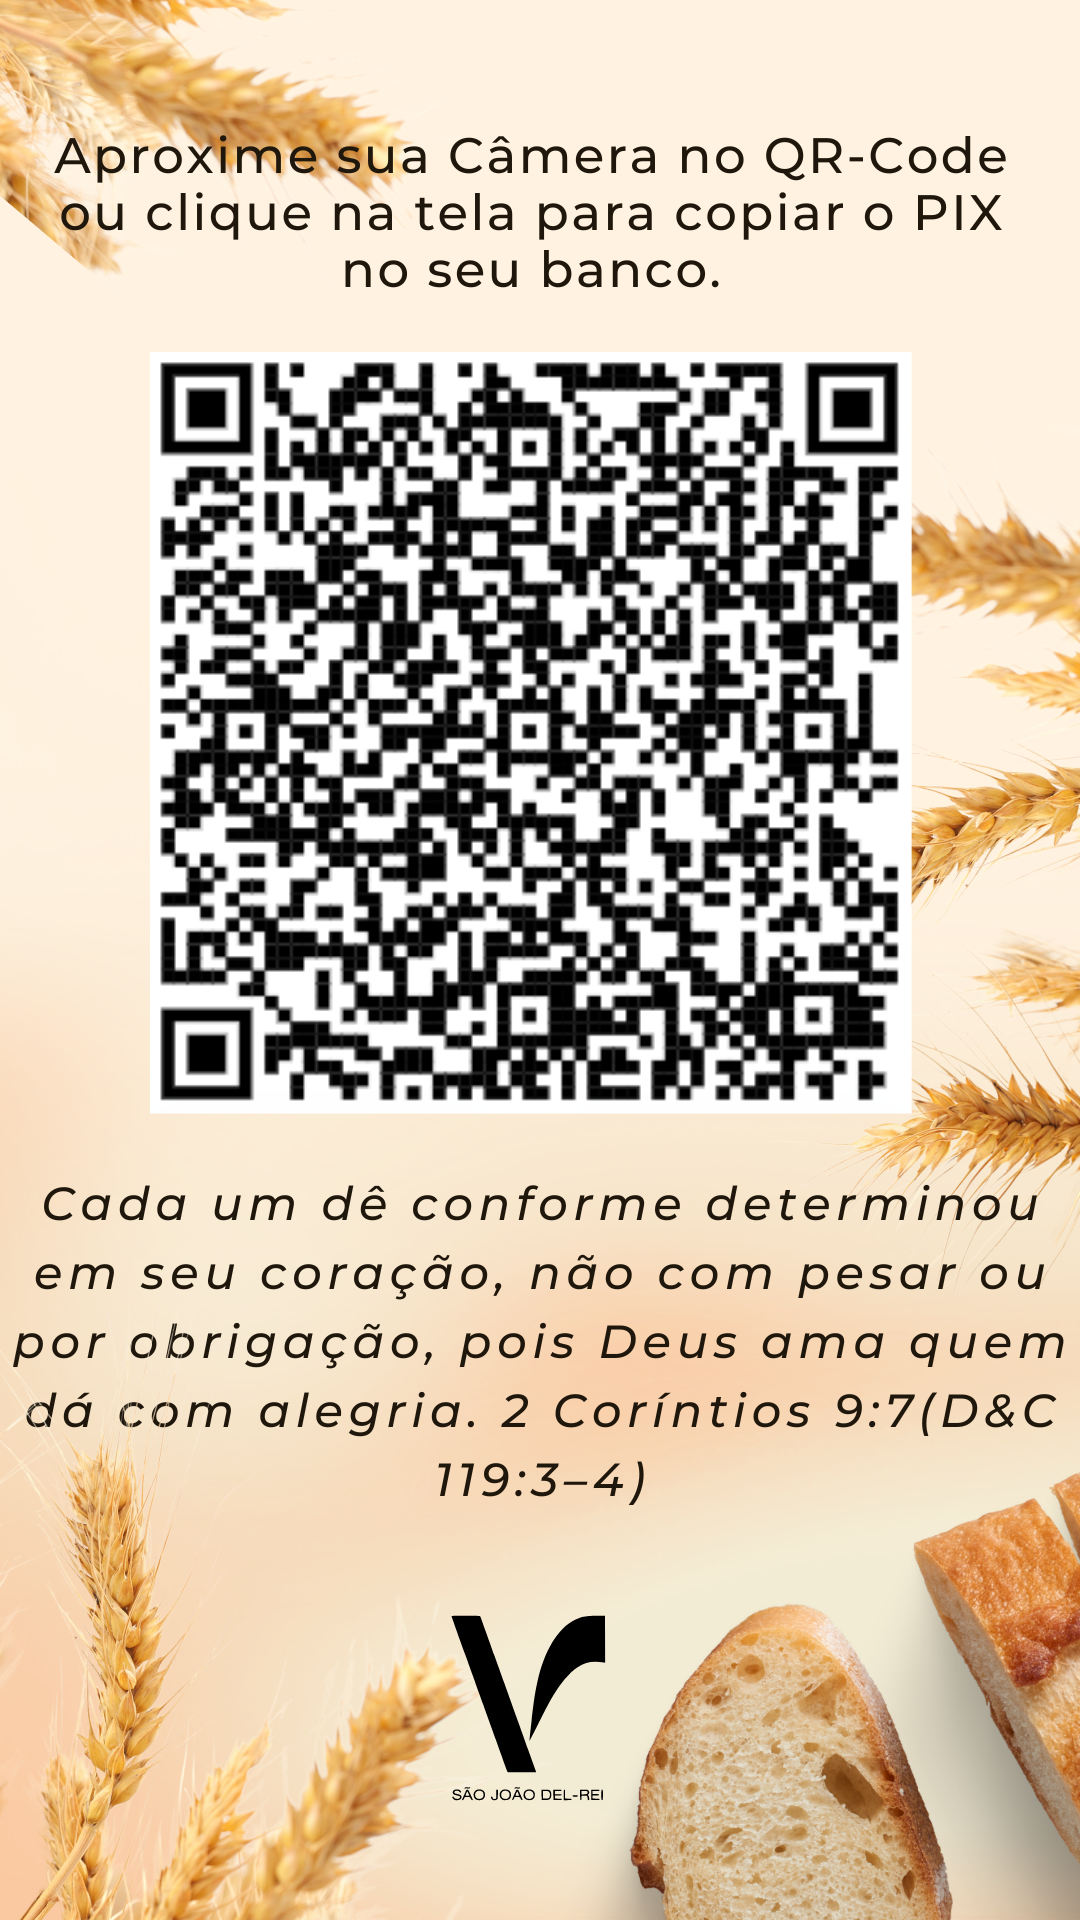 Aproxime sua Câmera no QR-Code
ou clique na tela para copiar o PIX
no seu banco.
Cada um dê conforme determinou
em seu coração, não com pesar ou
por obrigação, pois Deus ama quem
dá com alegria. 2 Coríntios 9:7(D&C
119:3–4)
SÃO JOÃO DEL-REI